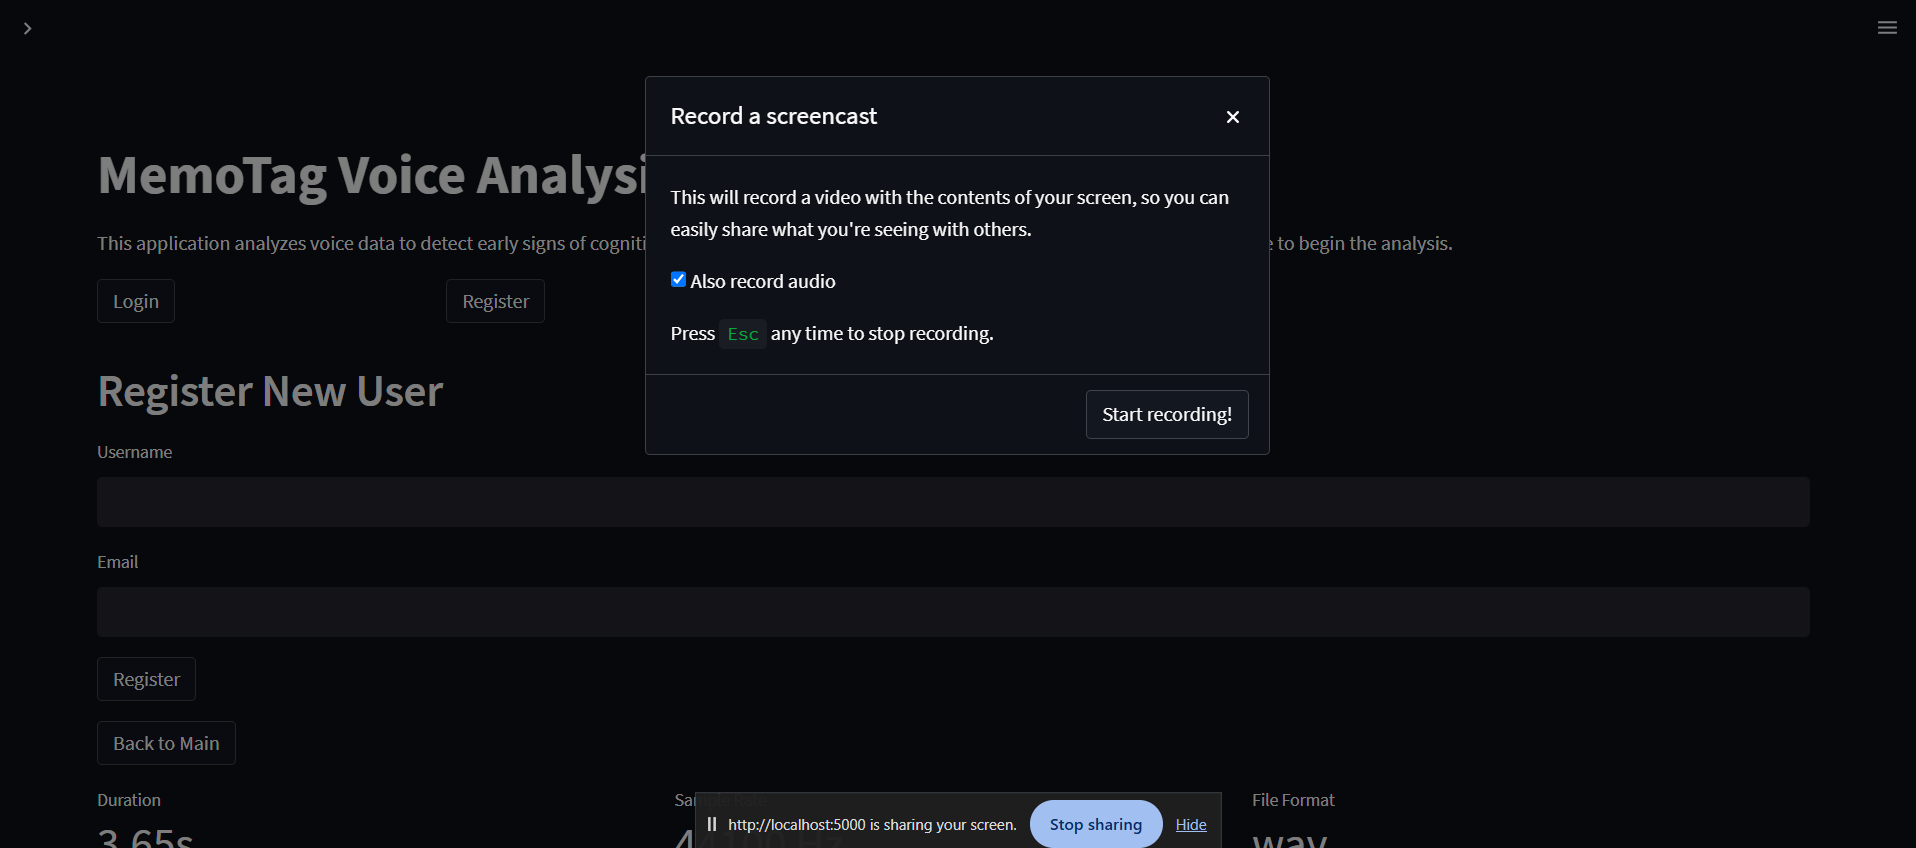 Record a screencast
This will record a video with the contents of your screen, so you can
easily share what you're seeing with others.
Also record audio
Press Esc any time to stop recording.
Start recording!
MemoTag Voice Analysi
This application analyzes voice data to detect early signs of cogniti
e to begin the analysis.
Login
Register
Register New User
Username
Email
Register
Back to Main
Duration
Sample Rate
File Format
3.65s
wav
http://localhost:5000 is sharing your screen.
Stop sharing
Hide